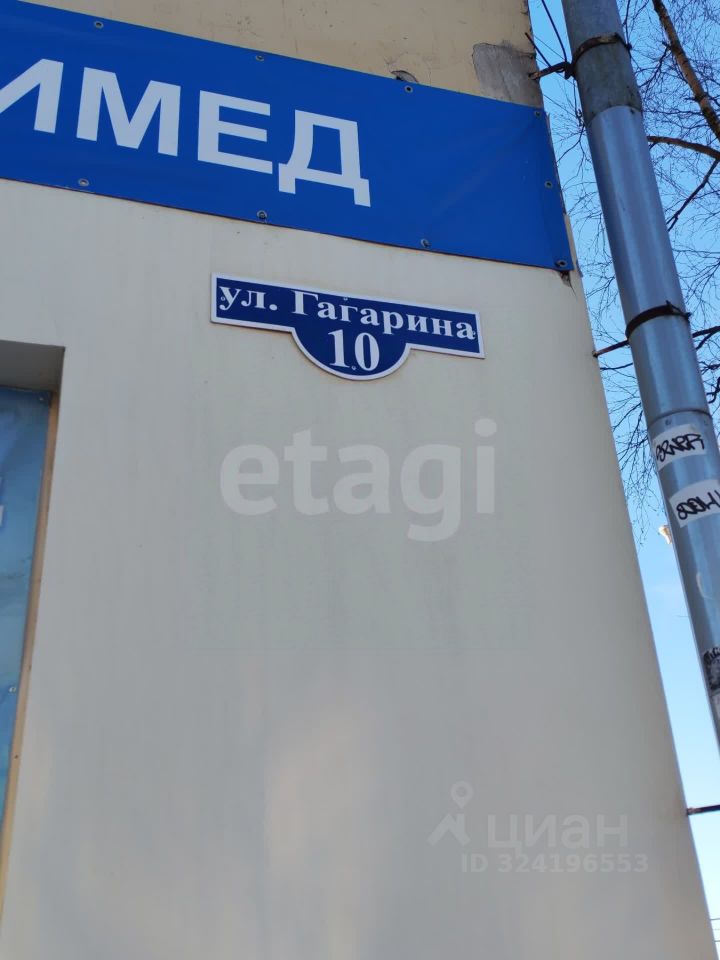 ИМЕД
ул. Гагарина
10
etagi
циан
ID 324196553